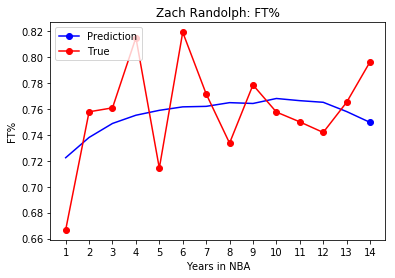 Zach Randolph: FT%
Prediction
True
FT%
0.82
0.80
0.78
0.76
0.74
0.72
0.70
0.68
0.66
1 2 3 4 5 6 7 8 9 10 11 12 13 14
Years in NBA